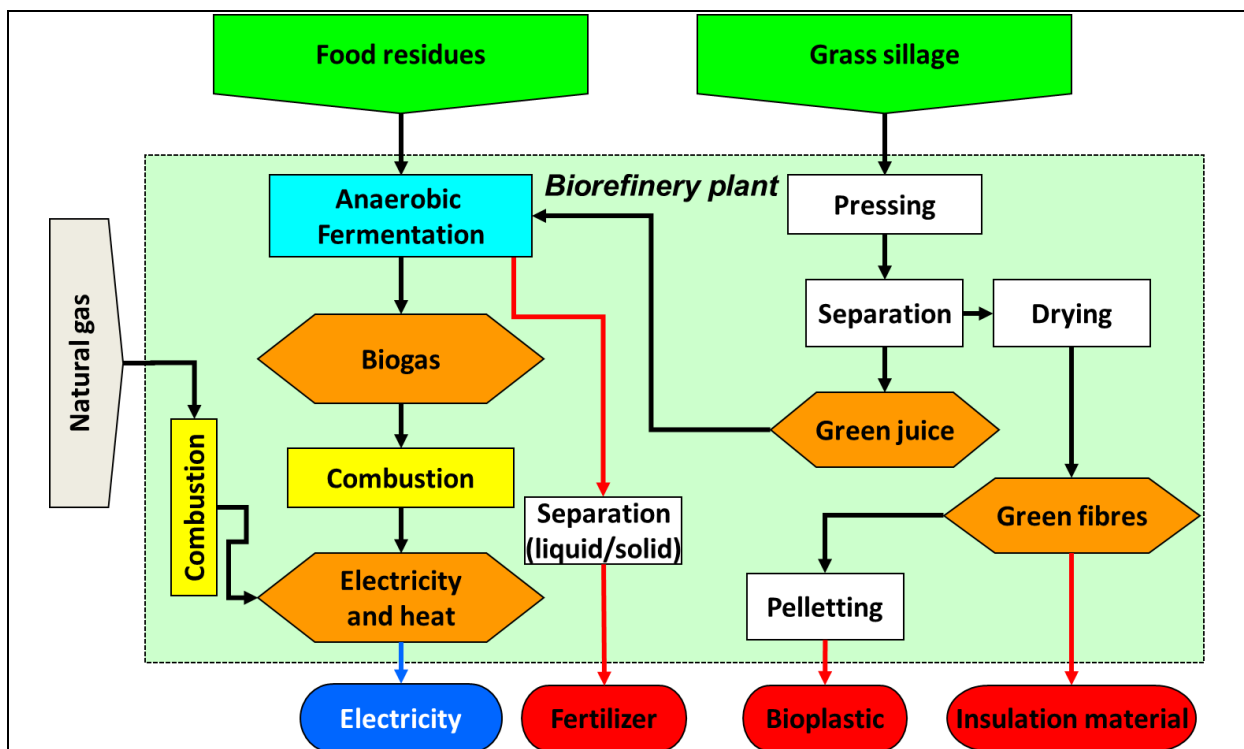 Food residues
Grass sillage
Biorefinery plant
Anaerobic
Fermentation
Pressing
Separation
Drying
Natural gas
Biogas
Green juice
Combustion
Combustion
Separation
(liquid/solid)
Green fibres
Electricity
and heat
Pelletting
Electricity
Fertilizer
Bioplastic
Insulation material